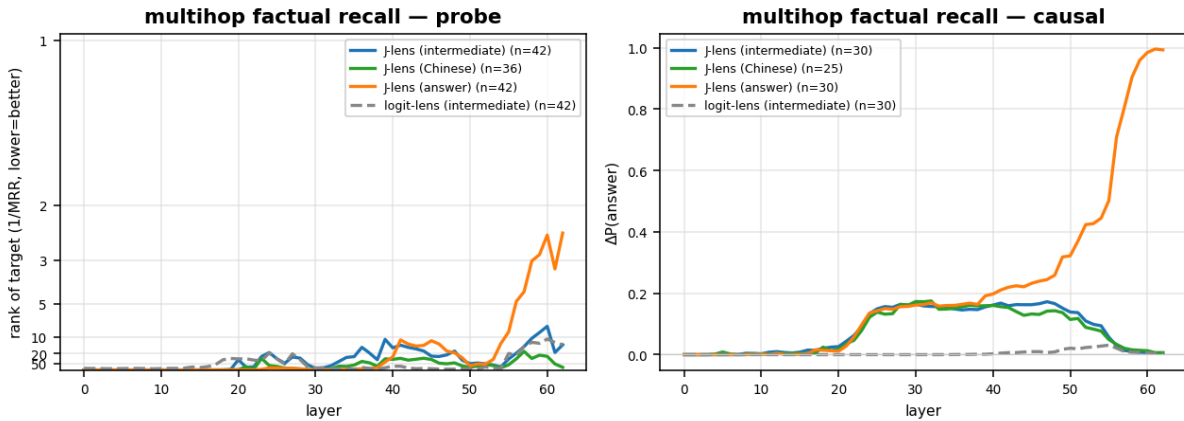 multihop factual recall — probe
rank of target (1/MRR, lower=better)
1
2
3
5
10
20
50
J-lens (intermediate) (n=42)
J-lens (Chinese) (n=36)
J-lens (answer) (n=42)
logit-lens (intermediate) (n=42)
0
10
20
30
40
50
60
layer
multihop factual recall — causal
ΔP(answer)
1.0
0.8
0.6
0.4
0.2
0.0
J-lens (intermediate) (n=30)
J-lens (Chinese) (n=25)
J-lens (answer) (n=30)
logit-lens (intermediate) (n=30)
0
10
20
30
40
50
60
layer